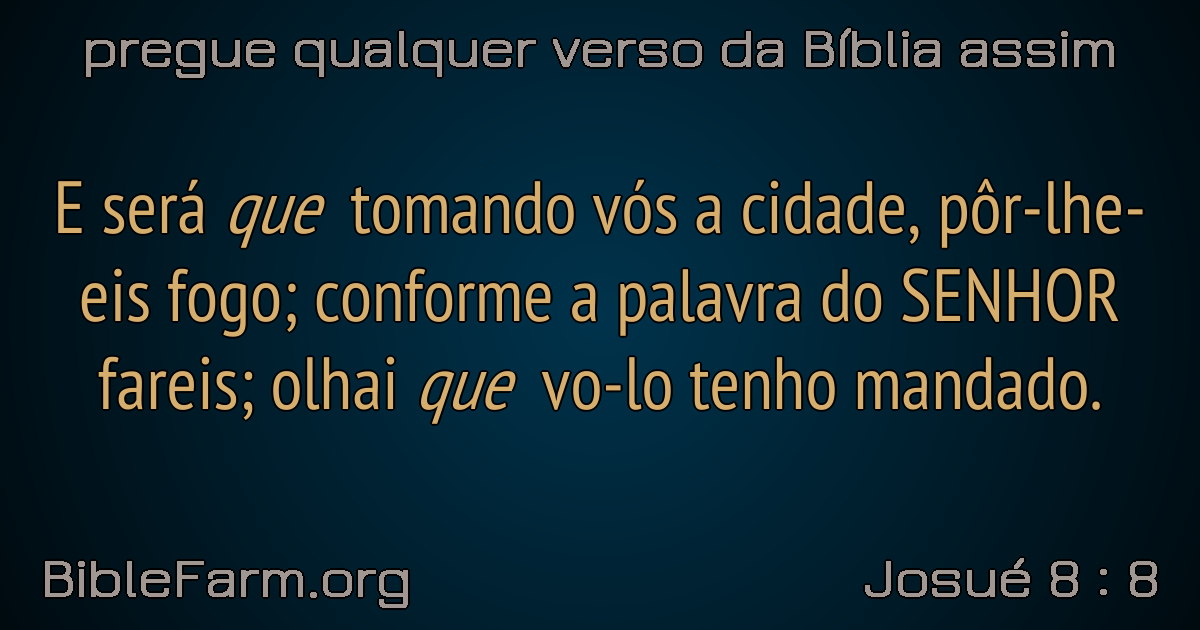 pregue qualquer verso da Bíblia assim
E será que tomando vós a cidade, pôr-lhe-
eis fogo; conforme a palavra do SENHOR
fareis; olhai que vo-lo tenho mandado.
BibleFarm.org
Josué 8 : 8